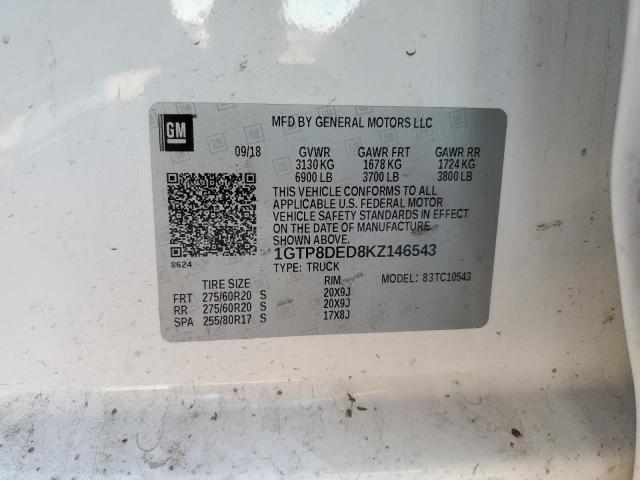 GM
MFD BY GENERAL MOTORS LLC
09/18 GVWR GAWR FRT GAWR RR
3130 KG 1678 KG 1724 KG
6900 LB 3700 LB 3800 LB
THIS VEHICLE CONFORMS TO ALL
APPLICABLE U.S. FEDERAL MOTOR
VEHICLE SAFETY STANDARDS IN EFFECT
ON THE DATE OF MANUFACTURE
SHOWN ABOVE.
8624
1GTP8DED8KZ146543
TYPE: TRUCK MODEL: 83TC10543
TIRE SIZE RIM
FRT 275/60R20 S 20X9J
RR 275/60R20 S 20X9J
SPA 255/80R17 S 17X8J